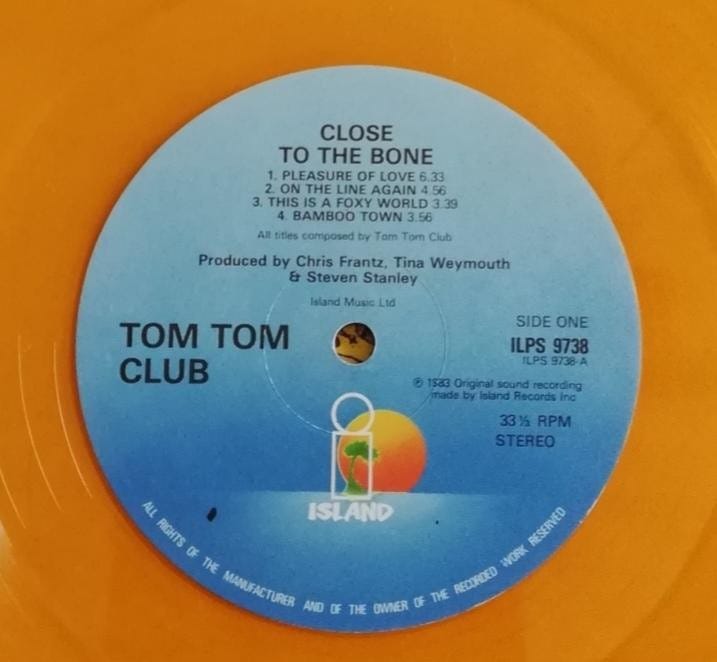 CLOSE
TO THE BONE
1. PLEASURE OF LOVE 6.33
2. ON THE LINE AGAIN 4.56
3. THIS IS A FOXY WORLD 3.39
4. BAMBOO TOWN 3.56
All titles composed by Tom Tom Club
Produced by Chris Frantz, Tina Weymouth
& Steven Stanley
Island Music Ltd
TOM TOM
CLUB
SIDE ONE
ILPS 9738
ILPS 9738-A
℗ 1983 Original sound recording
made by Island Records Inc
33⅓ RPM
STEREO
ISLAND
ALL RIGHTS OF THE MANUFACTURER AND OF THE OWNER OF THE RECORDED WORK RESERVED